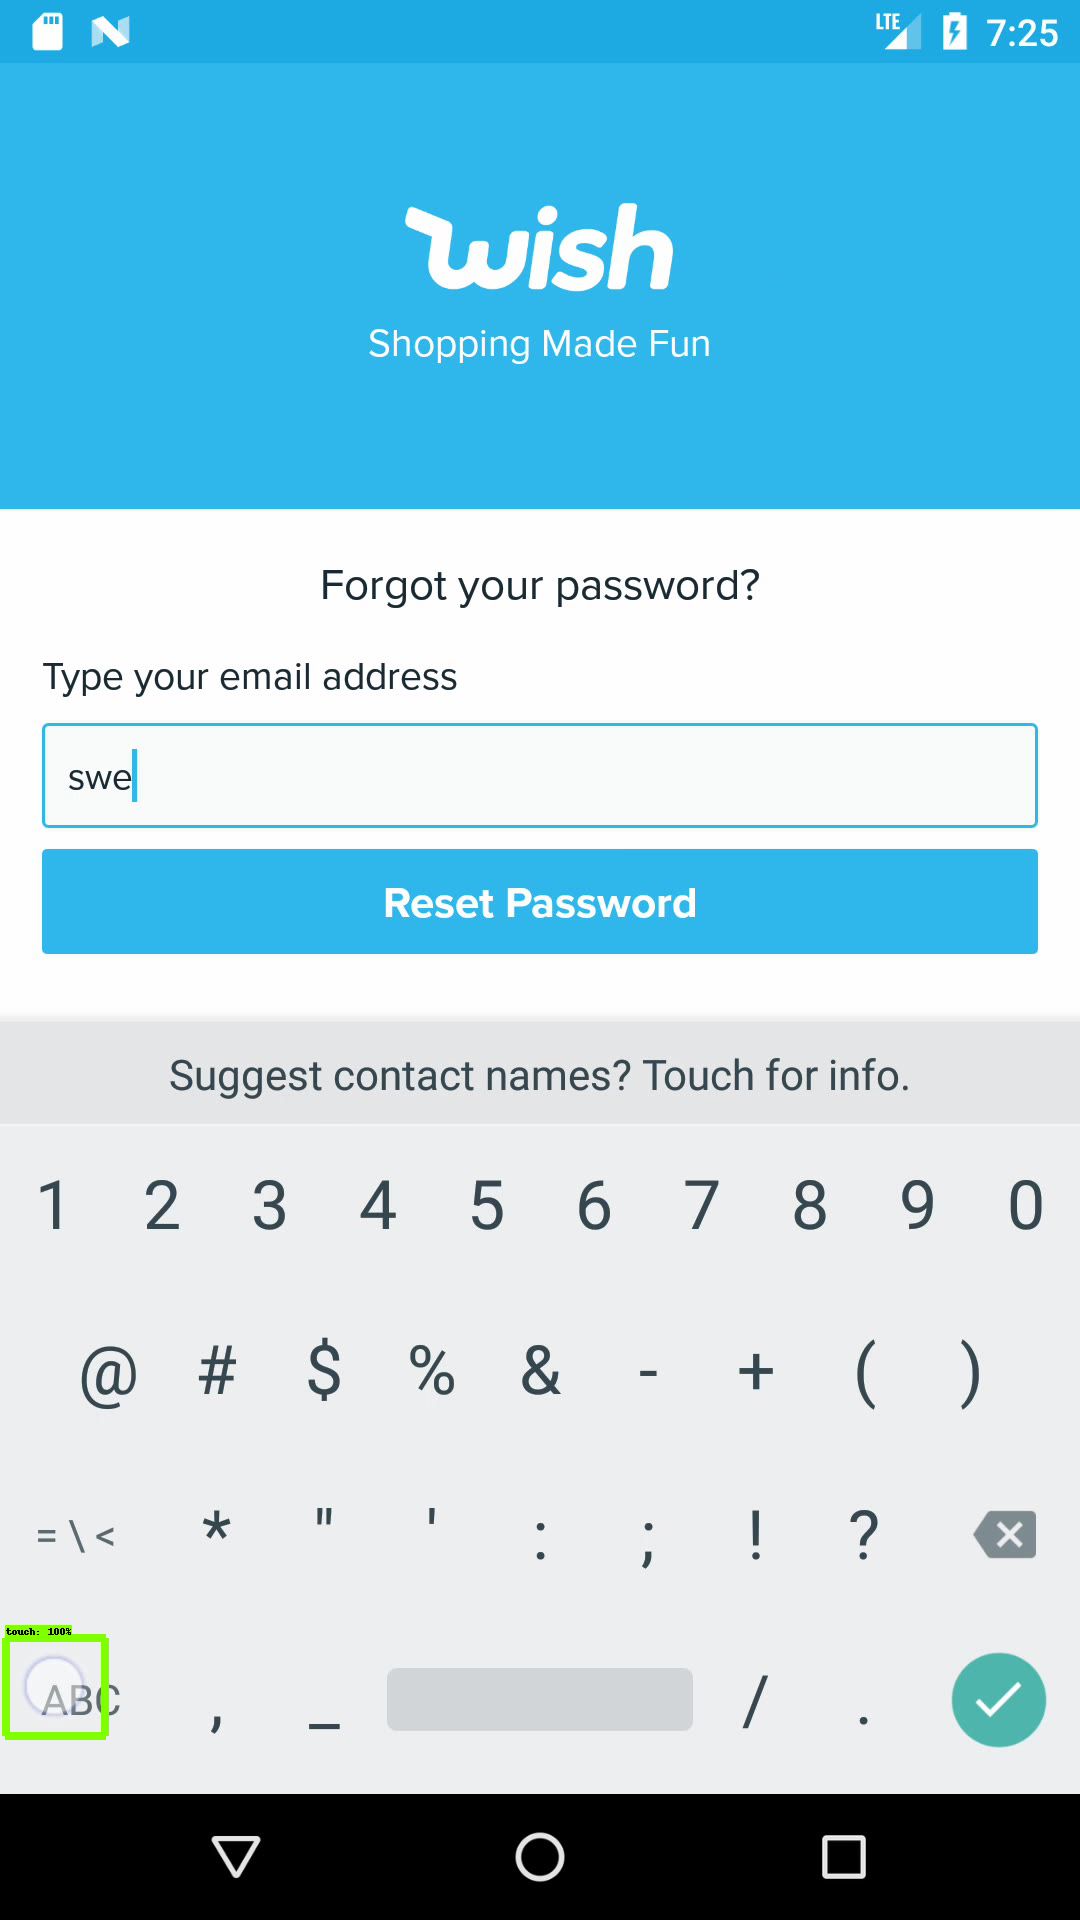 LTE 7:25
wish
Shopping Made Fun
Forgot your password?
Type your email address
swe
Reset Password
Suggest contact names? Touch for info.
1 2 3 4 5 6 7 8 9 0
@ # $ % & - + ( )
= \ < * " ' : ; ! ?
touch: 100%
ABC , _ / .